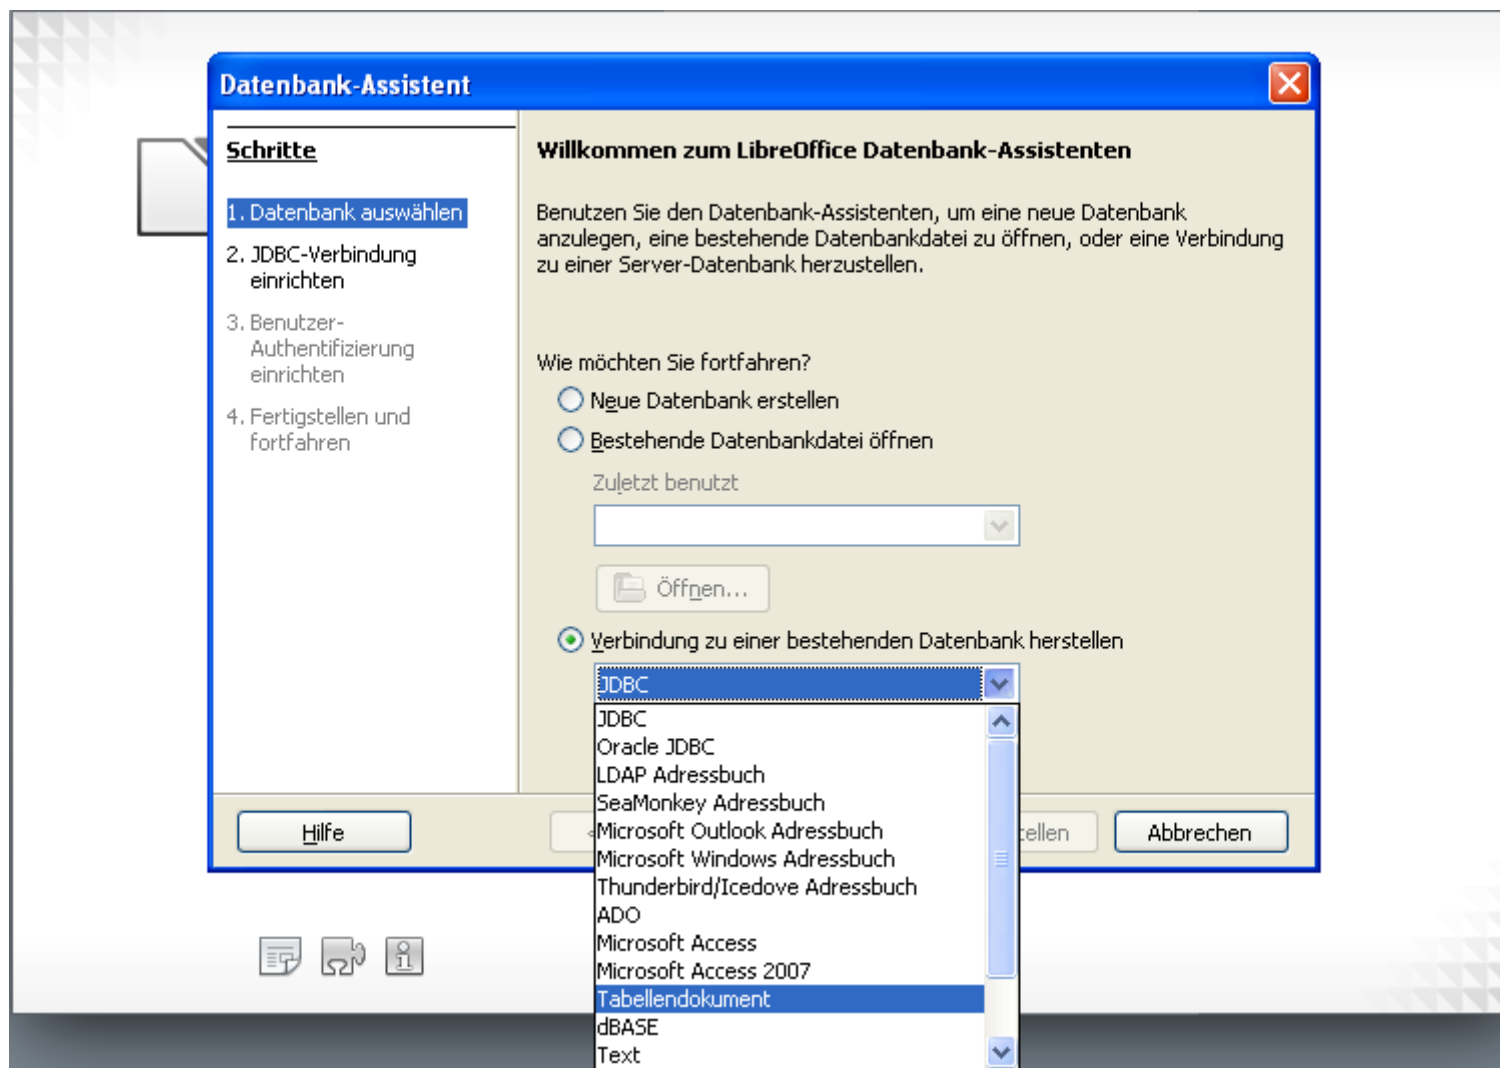 Datenbank-Assistent
Schritte
1. Datenbank auswählen
2. JDBC-Verbindung
einrichten
3. Benutzer-
Authentifizierung
einrichten
4. Fertigstellen und
fortfahren
Willkommen zum LibreOffice Datenbank-Assistenten
Benutzen Sie den Datenbank-Assistenten, um eine neue Datenbank
anzulegen, eine bestehende Datenbankdatei zu öffnen, oder eine Verbindung
zu einer Server-Datenbank herzustellen.
Wie möchten Sie fortfahren?
Neue Datenbank erstellen
Bestehende Datenbankdatei öffnen
Zuletzt benutzt
Öffnen...
Verbindung zu einer bestehenden Datenbank herstellen
JDBC
JDBC
Oracle JDBC
LDAP Adressbuch
SeaMonkey Adressbuch
Microsoft Outlook Adressbuch
Microsoft Windows Adressbuch
Thunderbird/Icedove Adressbuch
ADO
Microsoft Access
Microsoft Access 2007
Tabellendokument
dBASE
Text
Hilfe
Abbrechen